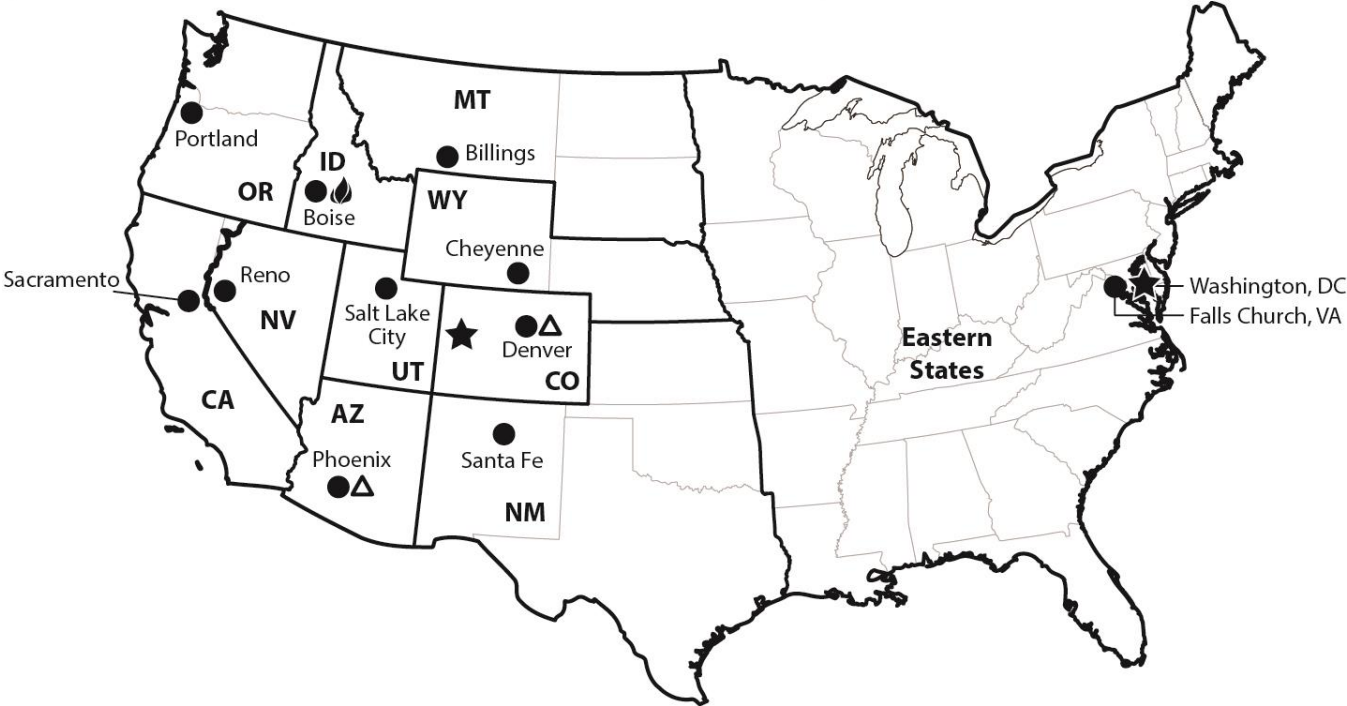 MT
Portland
Billings
ID
OR
WY
Boise
Cheyenne
Sacramento
Reno
Washington, DC
NV
Salt Lake
City
Falls Church, VA
Denver
Eastern
States
UT
CO
CA
AZ
Phoenix
Santa Fe
NM